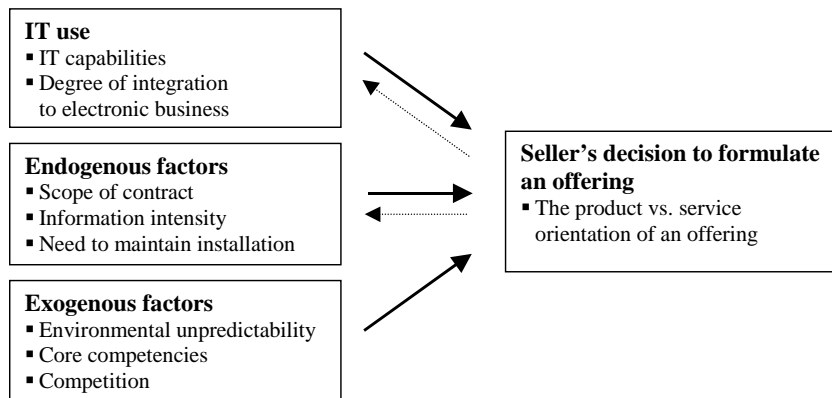 IT use
▪ IT capabilities
▪ Degree of integration
to electronic business
Endogenous factors
▪ Scope of contract
▪ Information intensity
▪ Need to maintain installation
Exogenous factors
▪ Environmental unpredictability
▪ Core competencies
▪ Competition
Seller's decision to formulate
an offering
▪ The product vs. service
orientation of an offering